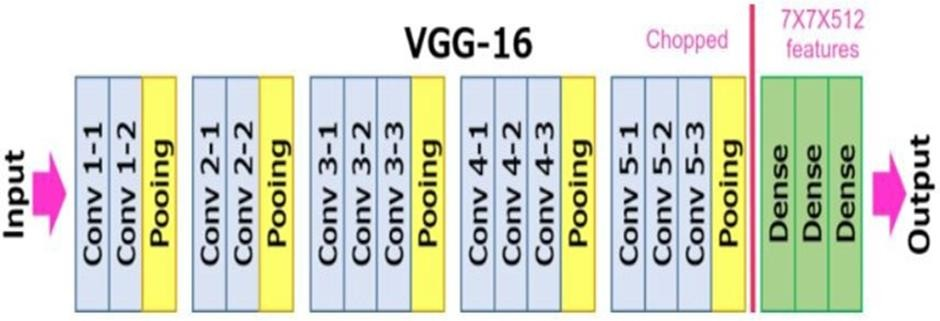 VGG-16
Chopped
7X7X512
features
Input
Conv 1-1
Conv 1-2
Pooing
Conv 2-1
Conv 2-2
Pooing
Conv 3-1
Conv 3-2
Conv 3-3
Pooing
Conv 4-1
Conv 4-2
Conv 4-3
Pooing
Conv 5-1
Conv 5-2
Conv 5-3
Pooing
Dense
Dense
Dense
Output